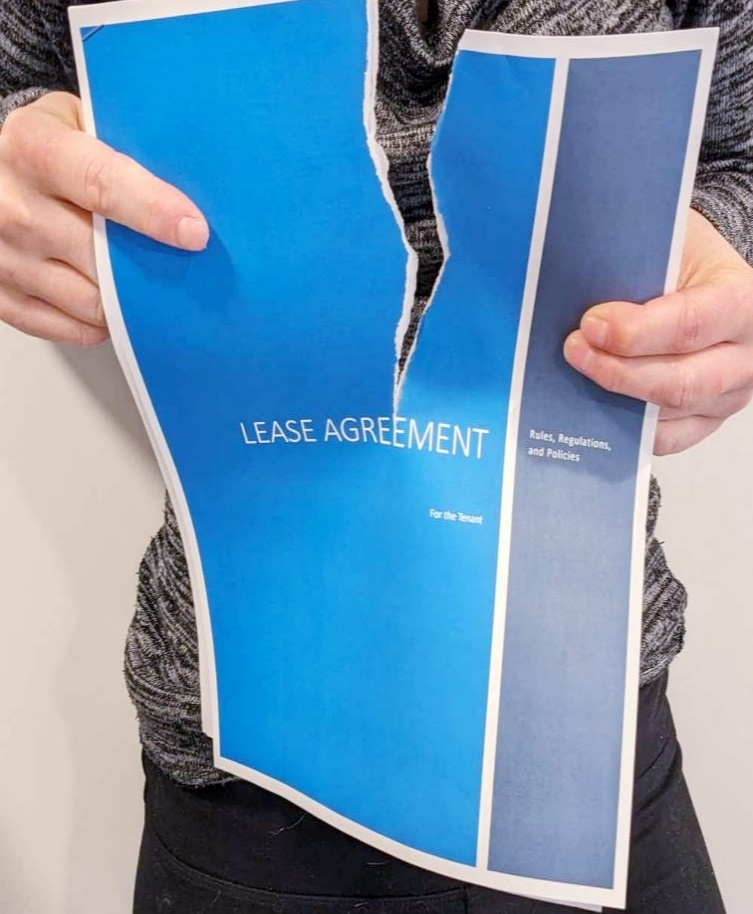 LEASE AGREEMENT
For the Tenant
Rules, Regulations,
and Policies